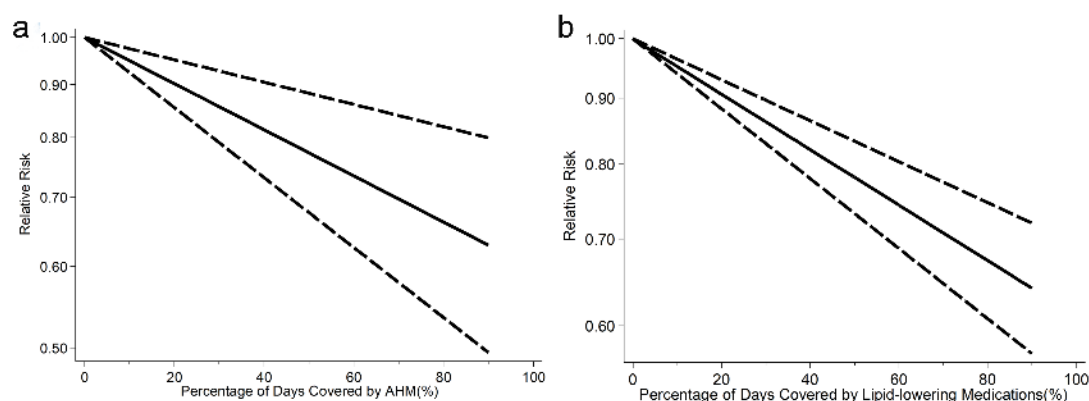 a
1.00
0.90
0.80
0.70
0.60
0.50
Relative Risk
0 20 40 60 80 100
Percentage of Days Covered by AHM(%)
b
1.00
0.90
0.80
0.70
0.60
Relative Risk
0 20 40 60 80 100
Percentage of Days Covered by Lipid-lowering Medications(%)